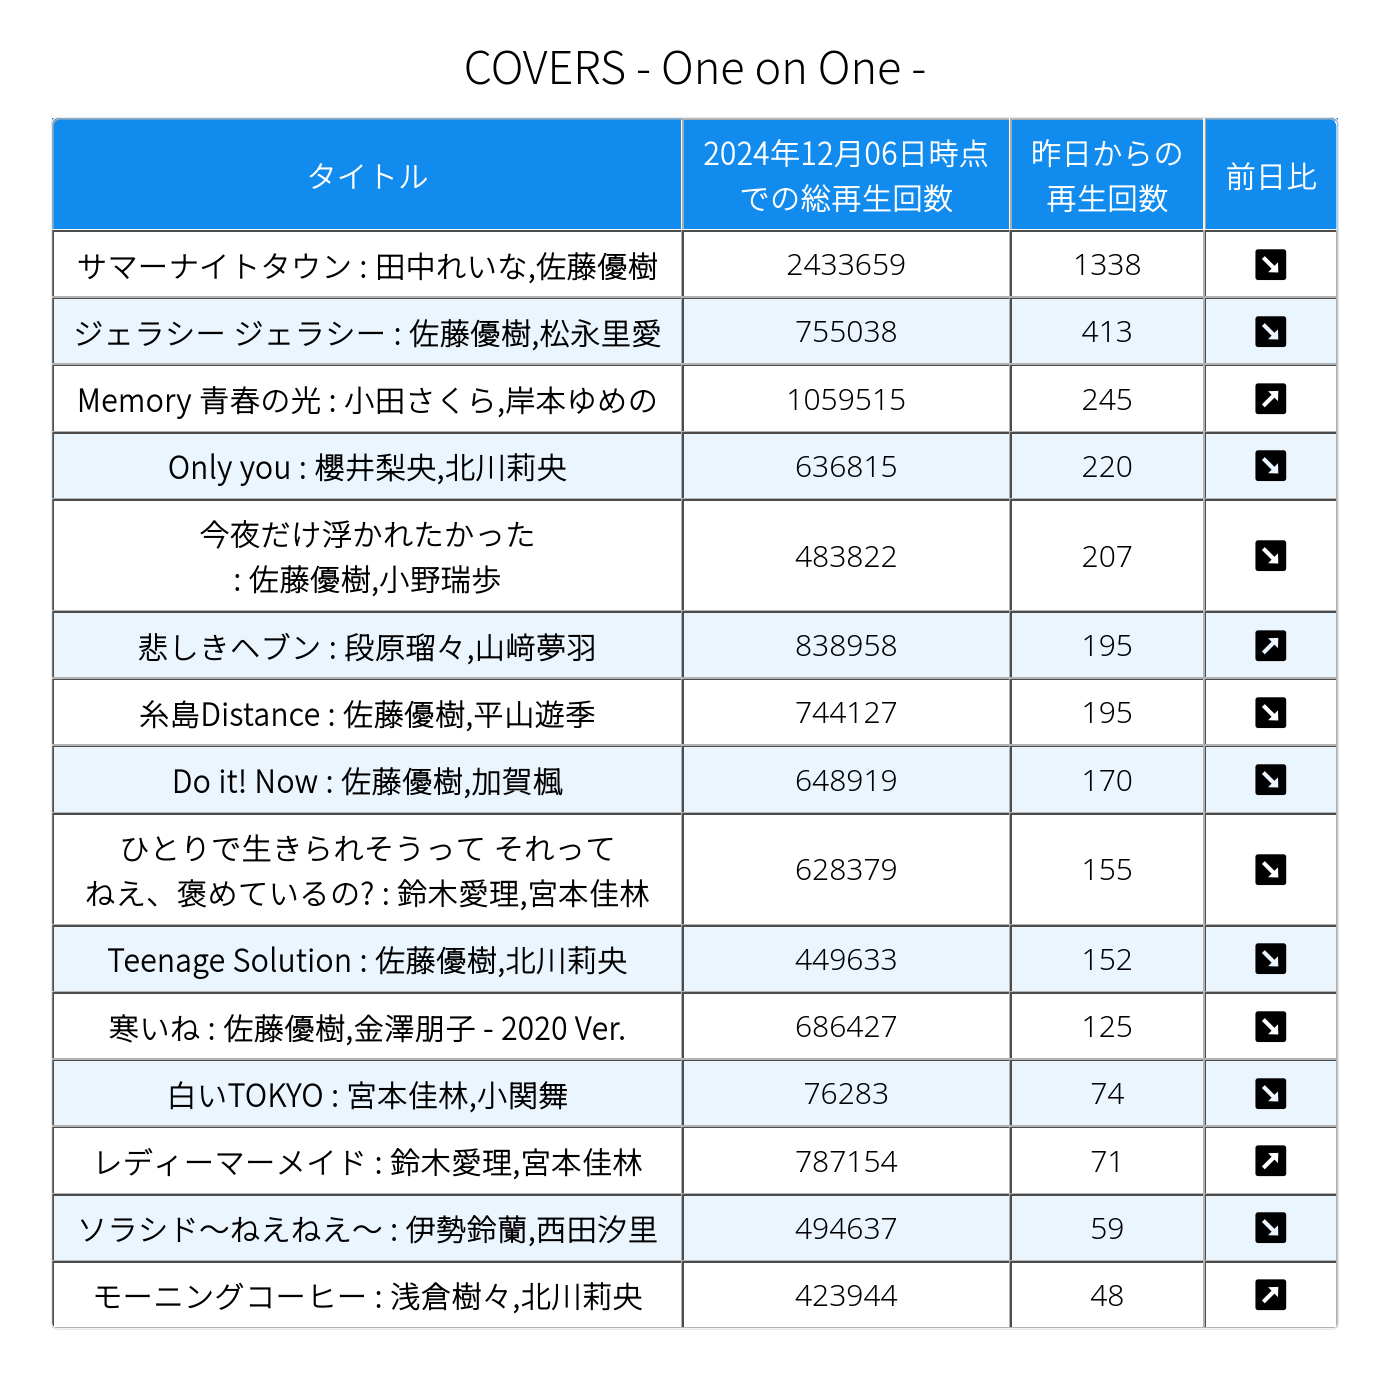 COVERS - One on One -
タイトル
2024年12月06日時点
での総再生回数
昨日からの
再生回数
前日比
サマーナイトタウン : 田中れいな,佐藤優樹
2433659
1338
ジェラシー ジェラシー : 佐藤優樹,松永里愛
755038
413
Memory 青春の光 : 小田さくら,岸本ゆめの
1059515
245
Only you : 櫻井梨央,北川莉央
636815
220
今夜だけ浮かれたかった
: 佐藤優樹,小野瑞歩
483822
207
悲しきヘブン : 段原瑠々,山﨑夢羽
838958
195
糸島Distance : 佐藤優樹,平山遊季
744127
195
Do it! Now : 佐藤優樹,加賀楓
648919
170
ひとりで生きられそうって それって
ねえ、褒めているの? : 鈴木愛理,宮本佳林
628379
155
Teenage Solution : 佐藤優樹,北川莉央
449633
152
寒いね : 佐藤優樹,金澤朋子 - 2020 Ver.
686427
125
白いTOKYO : 宮本佳林,小関舞
76283
74
レディーマーメイド : 鈴木愛理,宮本佳林
787154
71
ソラシド～ねえねえ～ : 伊勢鈴蘭,西田汐里
494637
59
モーニングコーヒー : 浅倉樹々,北川莉央
423944
48